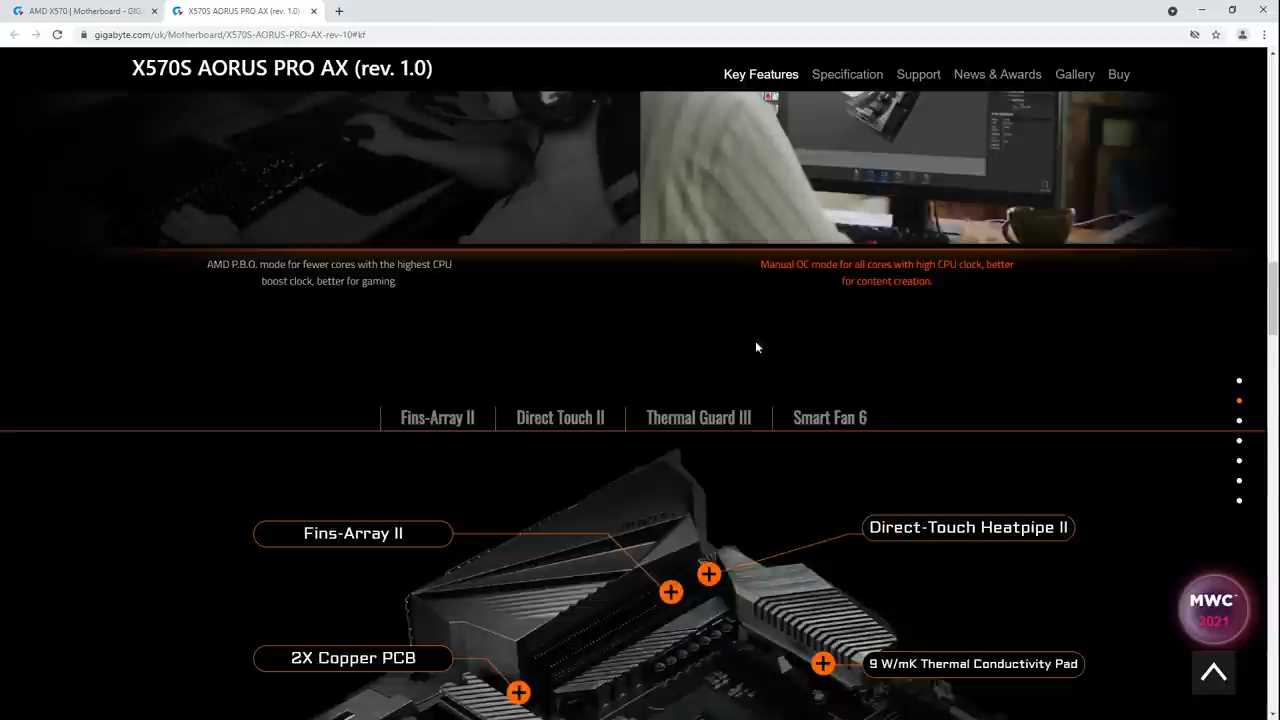 AMD X570 | Motherboard - GIGA
X570S AORUS PRO AX (rev. 1.0)
gigabyte.com/uk/Motherboard/X570S-AORUS-PRO-AX-rev-10#kf
X570S AORUS PRO AX (rev. 1.0)
Key Features
Specification
Support
News & Awards
Gallery
Buy
AMD P.B.O. mode for fewer cores with the highest CPU
boost clock, better for gaming.
Manual OC mode for all cores with high CPU clock, better
for content creation.
Fins-Array II
Direct Touch II
Thermal Guard III
Smart Fan 6
Fins-Array II
Direct-Touch Heatpipe II
2X Copper PCB
9 W/mK Thermal Conductivity Pad
MWC
2021